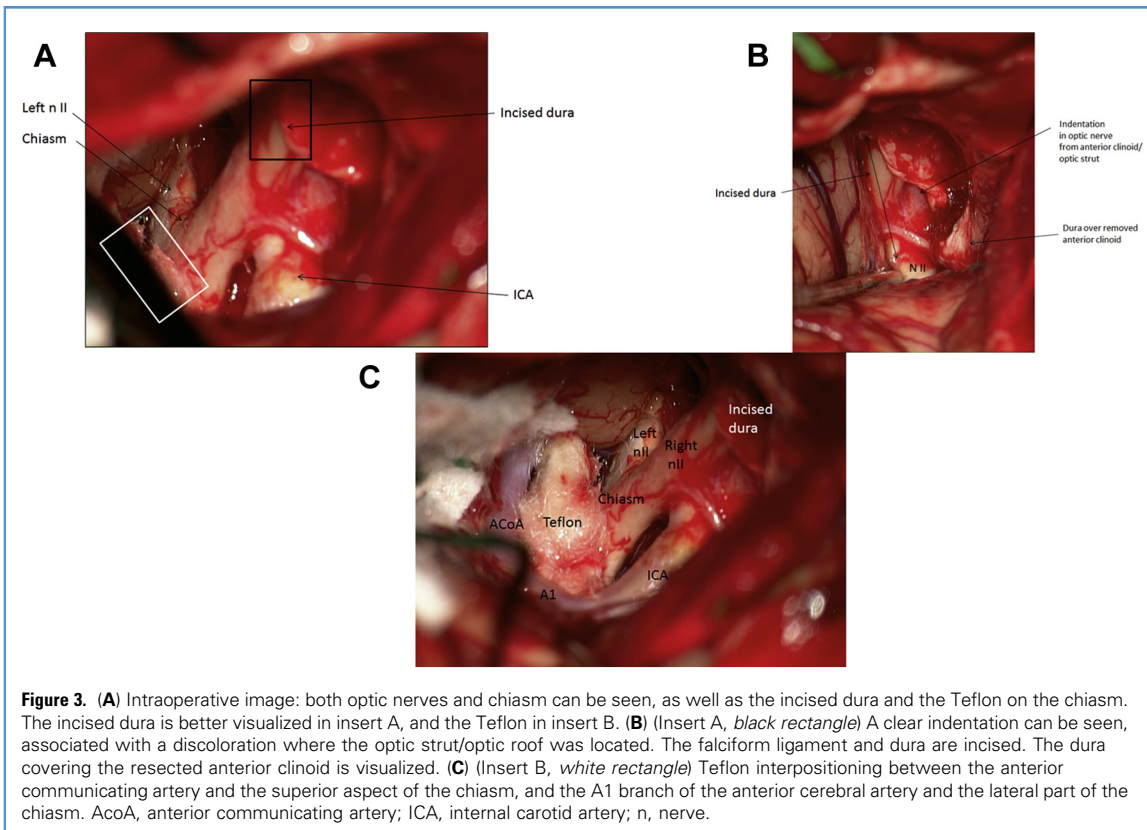 A
Left n II
Chiasm
Incised dura
ICA
B
Incised dura
Indentation
in optic nerve
from anterior clinoid/
optic strut
Dura over removed
anterior clinoid
N II
C
Incised
dura
Left
nII
Right
nII
Chiasm
ACoA
Teflon
ICA
A1
Figure 3. (A) Intraoperative image: both optic nerves and chiasm can be seen, as well as the incised dura and the Teflon on the chiasm.
The incised dura is better visualized in insert A, and the Teflon in insert B. (B) (Insert A, black rectangle) A clear indentation can be seen,
associated with a discoloration where the optic strut/optic roof was located. The falciform ligament and dura are incised. The dura
covering the resected anterior clinoid is visualized. (C) (Insert B, white rectangle) Teflon interpositioning between the anterior
communicating artery and the superior aspect of the chiasm, and the A1 branch of the anterior cerebral artery and the lateral part of the
chiasm. AcoA, anterior communicating artery; ICA, internal carotid artery; n, nerve.